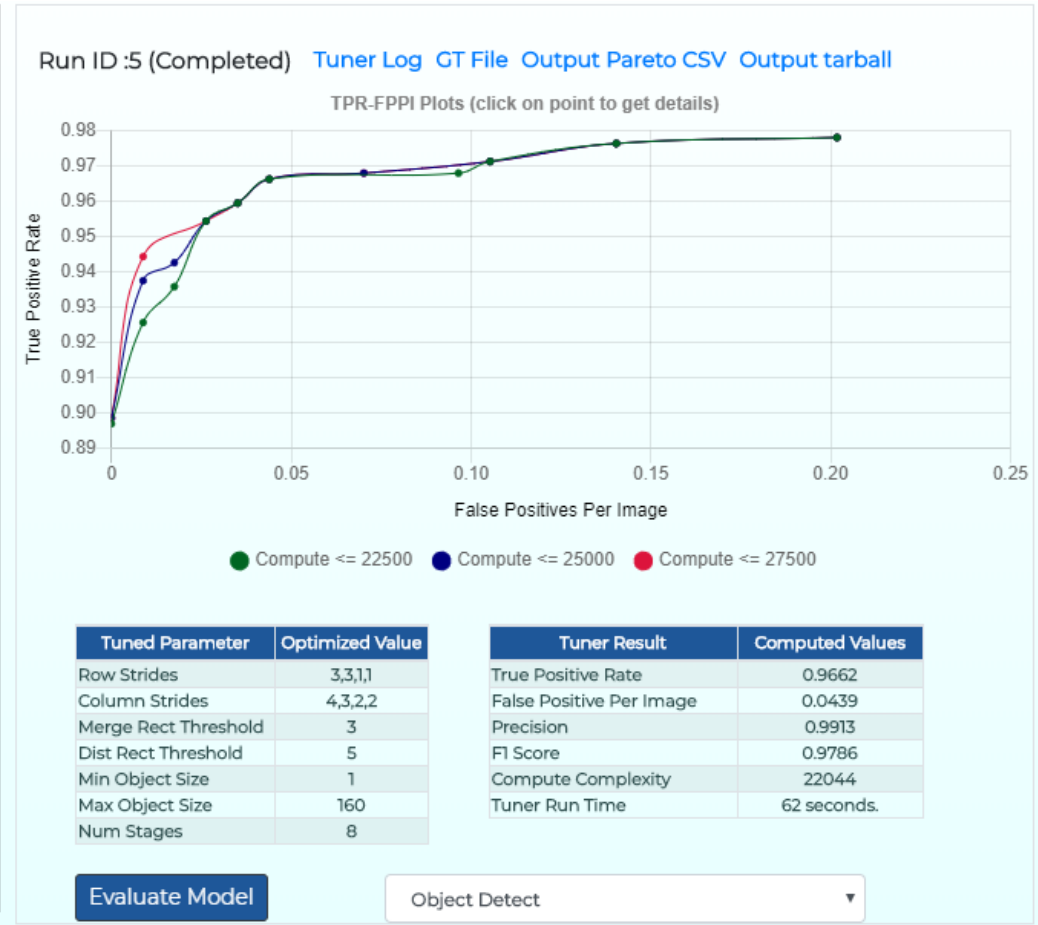 Run ID :5 (Completed) Tuner Log GT File Output Pareto CSV Output tarball
TPR-FPPI Plots (click on point to get details)
0.98
0.97
0.96
0.95
0.94
0.93
0.92
0.91
0.90
0.89
True Positive Rate
0 0.05 0.10 0.15 0.20 0.25
False Positives Per Image
Compute <= 22500 Compute <= 25000 Compute <= 27500
Tuned Parameter Optimized Value
Row Strides 3,3,1,1
Column Strides 4,3,2,2
Merge Rect Threshold 3
Dist Rect Threshold 5
Min Object Size 1
Max Object Size 160
Num Stages 8
Tuner Result Computed Values
True Positive Rate 0.9662
False Positive Per Image 0.0439
Precision 0.9913
F1 Score 0.9786
Compute Complexity 22044
Tuner Run Time 62 seconds.
Evaluate Model
Object Detect